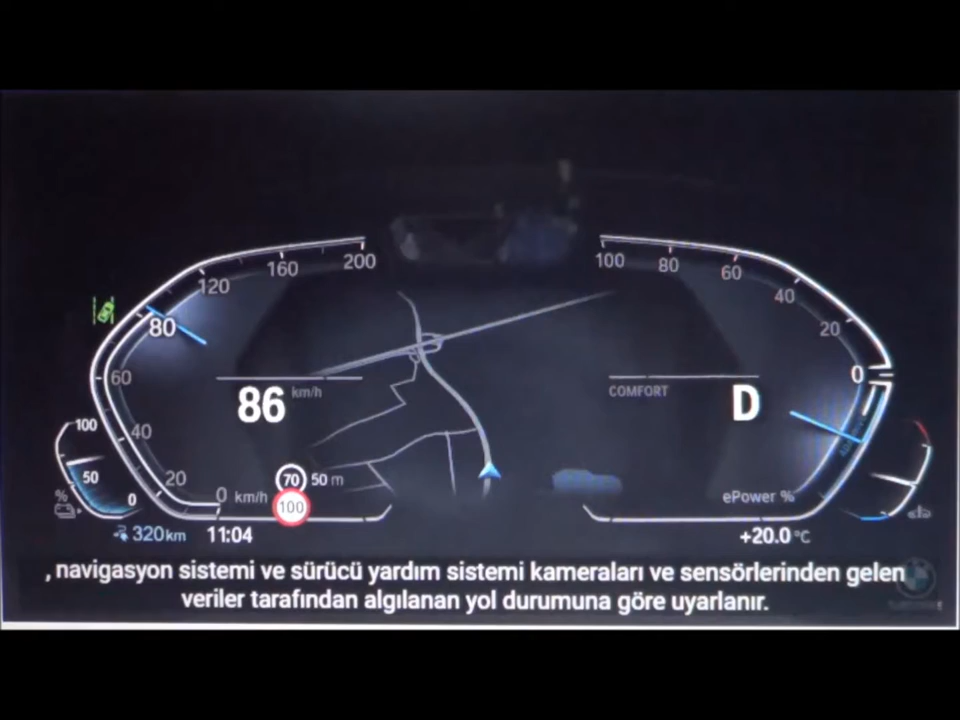 200
160
120
80
60
40
20
0 km/h
100
80
60
40
20
0
86 km/h
COMFORT D
100
50
0
%
70 50 m
100
ePower %
320km 11:04
+20.0 °C
, navigasyon sistemi ve sürücü yardım sistemi kameraları ve sensörlerinden gelen
veriler tarafından algılanan yol durumuna göre uyarlanır.